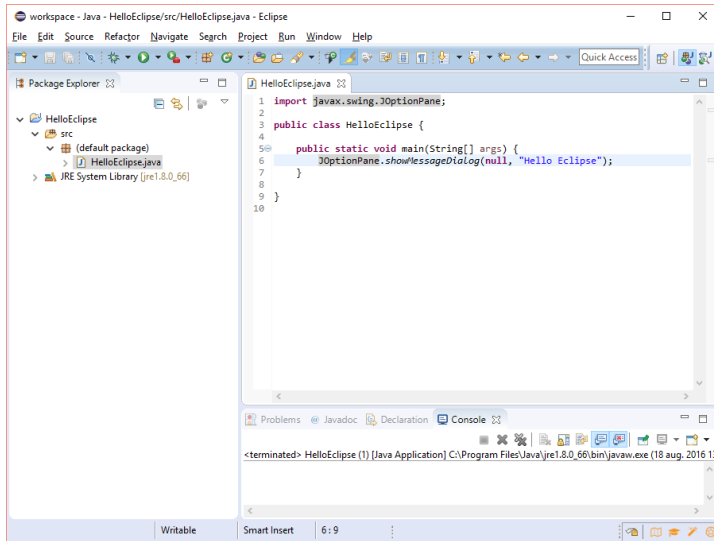 workspace - Java - HelloEclipse/src/HelloEclipse.java - Eclipse
File Edit Source Refactor Navigate Search Project Run Window Help
Quick Access
Package Explorer
HelloEclipse
src
(default package)
HelloEclipse.java
JRE System Library [jre1.8.0_66]
HelloEclipse.java
1 import javax.swing.JOptionPane;
2
3 public class HelloEclipse {
4
5 public static void main(String[] args) {
6 JOptionPane.showMessageDialog(null, "Hello Eclipse");
7 }
8
9 }
10
Problems @ Javadoc Declaration Console
<terminated> HelloEclipse (1) [Java Application] C:\Program Files\Java\jre1.8.0_66\bin\javaw.exe (18 aug. 2016 1
Writable Smart Insert 6 : 9